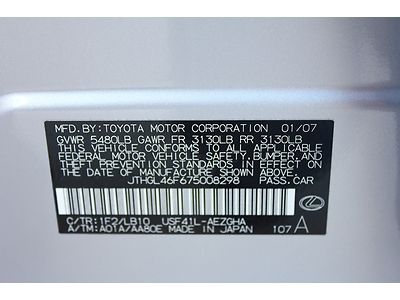 MFD.BY:TOYOTA MOTOR CORPORATION 01/07
GVWR 5480LB GAWR FR 3130LB RR 3130LB
THIS VEHICLE CONFORMS TO ALL APPLICABLE
FEDERAL MOTOR VEHICLE SAFETY,BUMPER,AND
THEFT PREVENTION STANDARDS IN EFFECT ON
THE DATE OF MANUFACTURE SHOWN ABOVE.
JTHGL46F675008298 PASS.CAR
C/TR:1F2/LB10 USF41L-AEZGHA
A/TM:A01A/AA80E MADE IN JAPAN 107 A